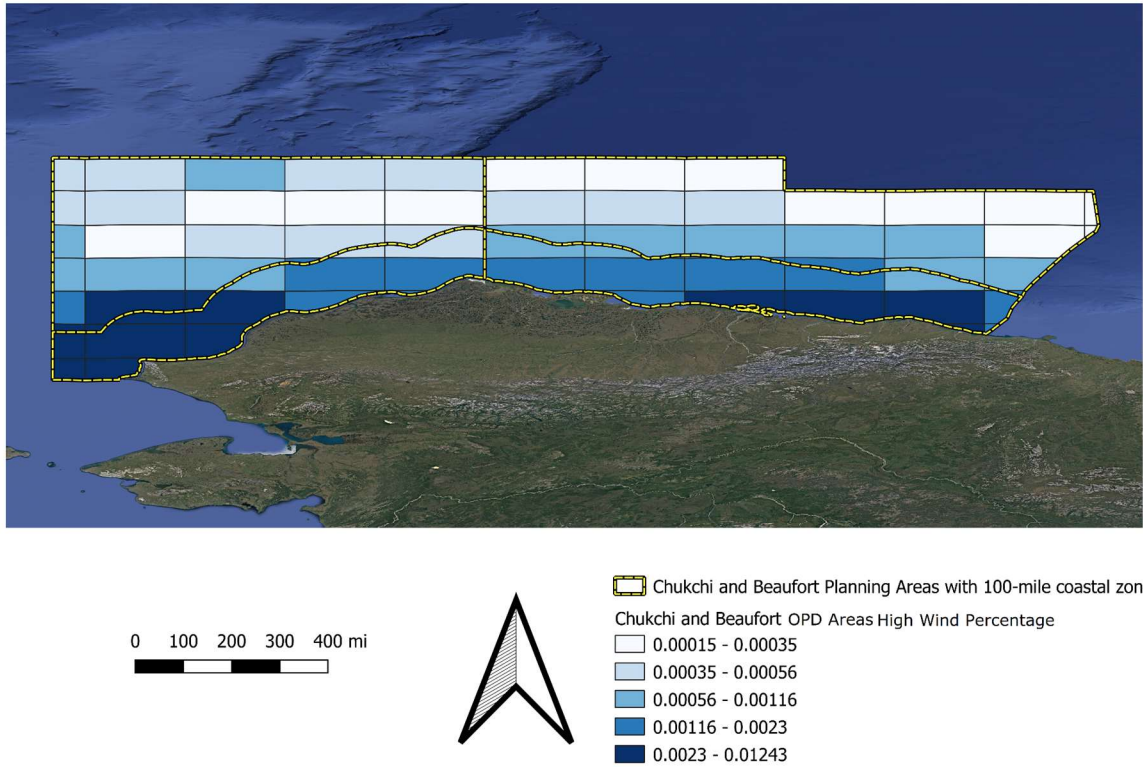 Chukchi and Beaufort Planning Areas with 100-mile coastal zon
Chukchi and Beaufort OPD Areas High Wind Percentage
0 100 200 300 400 mi
0.00015 - 0.00035
0.00035 - 0.00056
0.00056 - 0.00116
0.00116 - 0.0023
0.0023 - 0.01243